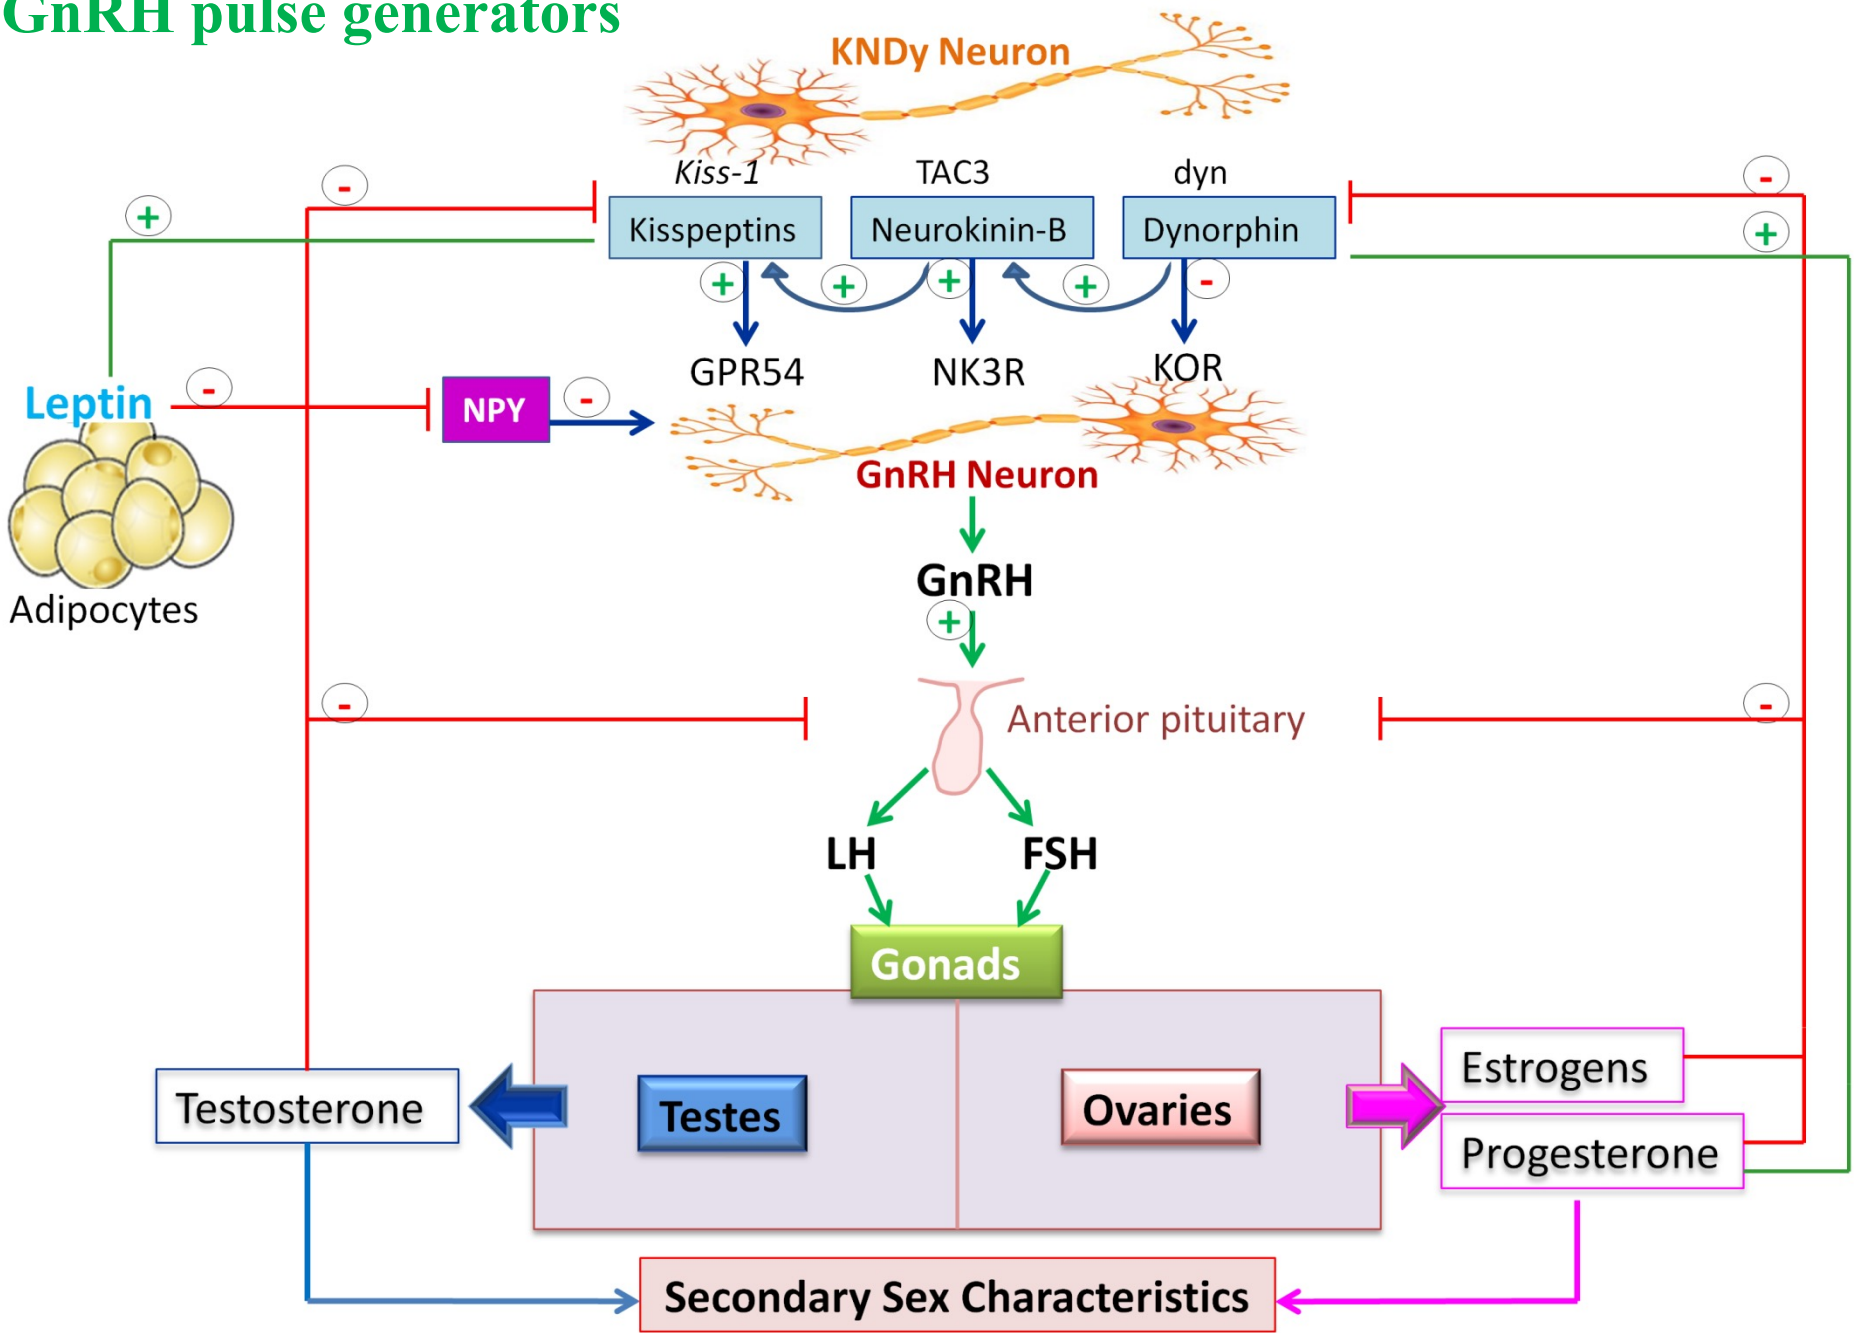 GnRH pulse generators
KNDy Neuron
Kiss-1
TAC3
dyn
-
-
+
+
Kisspeptins
Neurokinin-B
Dynorphin
+
+
+
+
-
GPR54
NK3R
KOR
Leptin
-
NPY
-
GnRH Neuron
GnRH
Adipocytes
+
-
Anterior pituitary
-
LH
FSH
Gonads
Testosterone
Testes
Ovaries
Estrogens
Progesterone
Secondary Sex Characteristics